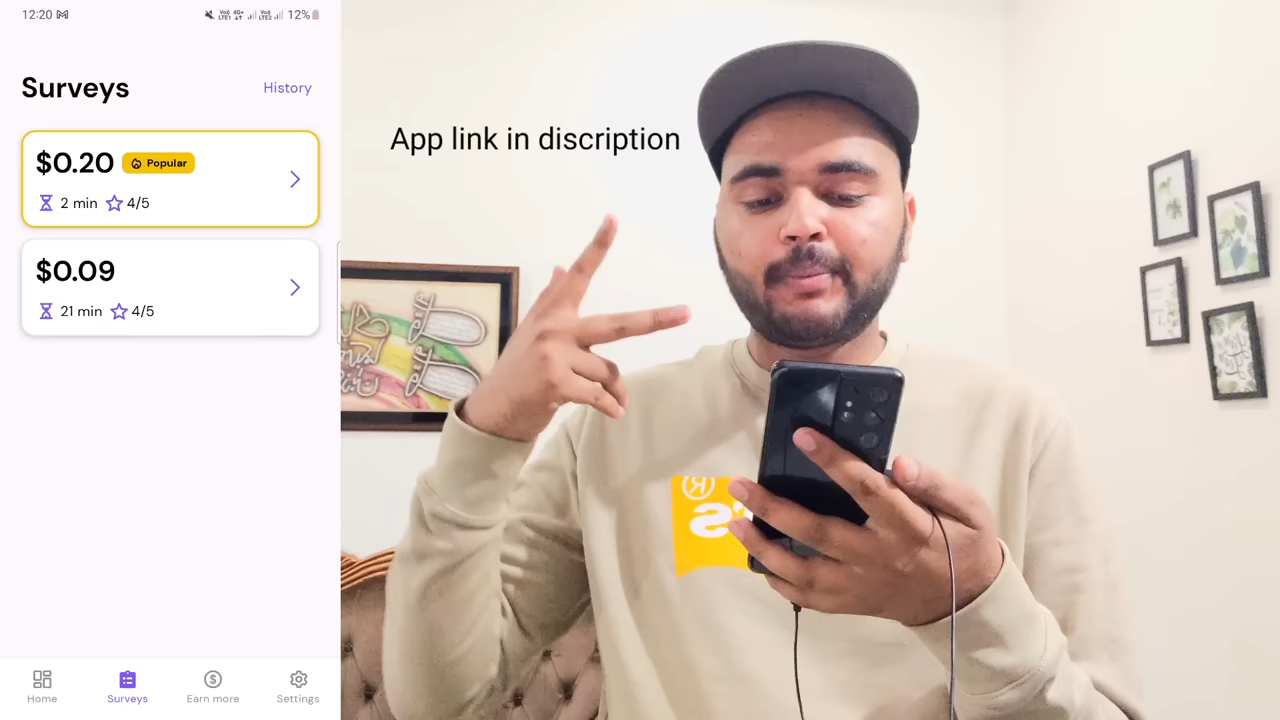 12:20
12%
Surveys
History
$0.20
Popular
2 min
4/5
$0.09
21 min
4/5
Home
Surveys
Earn more
Settings
App link in discription